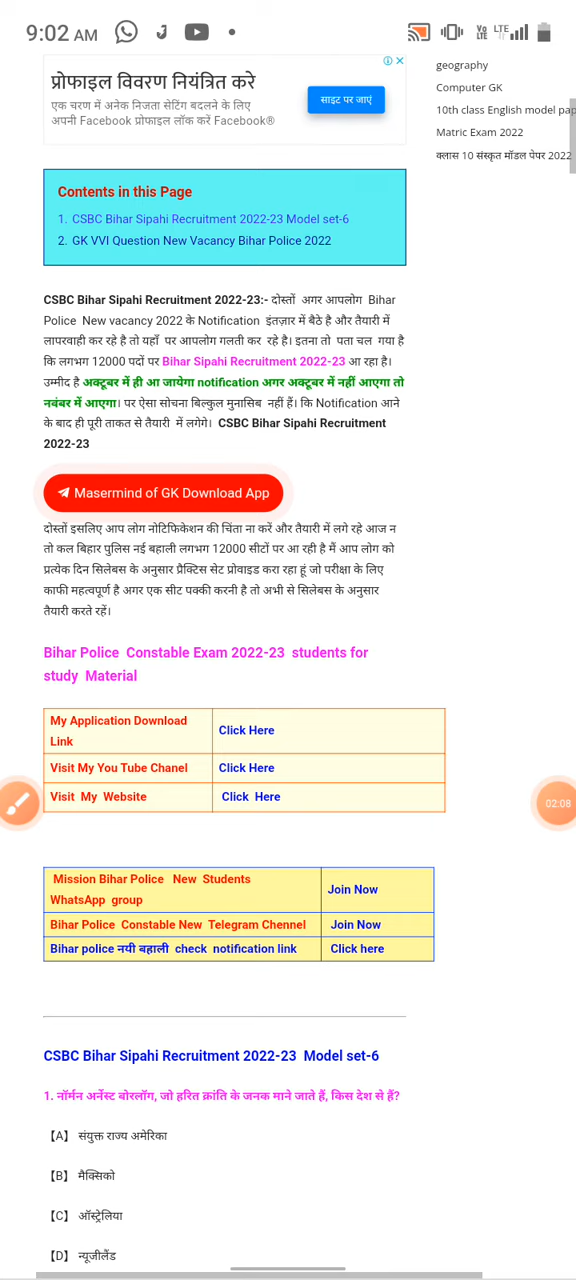 9:02 AM
Vo LTE LTE
geography
Computer GK
10th class English model pap
Matric Exam 2022
क्लास 10 संस्कृत मॉडल पेपर 2022
प्रोफाइल विवरण नियंत्रित करे
एक चरण में अनेक निजता सेटिंग बदलने के लिए
अपनी Facebook प्रोफ़ाइल लॉक करें Facebook®
साइट पर जाएं
Contents in this Page
1. CSBC Bihar Sipahi Recruitment 2022-23 Model set-6
2. GK VVI Question New Vacancy Bihar Police 2022
CSBC Bihar Sipahi Recruitment 2022-23:- दोस्तों अगर आपलोग Bihar
Police New vacancy 2022 के Notification इंतज़ार में बैठे है और तैयारी में
लापरवाही कर रहे है तो यहाँ पर आपलोग गलती कर रहे है। इतना तो पता चल गया है
कि लगभग 12000 पदों पर Bihar Sipahi Recruitment 2022-23 आ रहा है।
उम्मीद है अक्टूबर में ही आ जायेगा notification अगर अक्टूबर में नहीं आएगा तो
नवंबर में आएगा। पर ऐसा सोचना बिल्कुल मुनासिब नहीं हैं। कि Notification आने
के बाद ही पूरी ताकत से तैयारी में लगेगे। CSBC Bihar Sipahi Recruitment
2022-23
Masermind of GK Download App
दोस्तों इसलिए आप लोग नोटिफिकेशन की चिंता ना करें और तैयारी में लगे रहे आज न
तो कल बिहार पुलिस नई बहाली लगभग 12000 सीटों पर आ रही है मैं आप लोग को
प्रत्येक दिन सिलेबस के अनुसार प्रैक्टिस सेट प्रोवाइड करा रहा हूं जो परीक्षा के लिए
काफी महत्वपूर्ण है अगर एक सीट पक्की करनी है तो अभी से सिलेबस के अनुसार
तैयारी करते रहें।
Bihar Police Constable Exam 2022-23 students for
study Material
My Application Download
Link
Click Here
Visit My You Tube Chanel
Click Here
Visit My Website
Click Here
02:08
Mission Bihar Police New Students
WhatsApp group
Join Now
Bihar Police Constable New Telegram Chennel
Join Now
Bihar police नयी बहाली check notification link
Click here
CSBC Bihar Sipahi Recruitment 2022-23 Model set-6
1. नॉर्मन अर्नेस्ट बोरलॉग, जो हरित क्रांति के जनक माने जाते हैं, किस देश से हैं?
【A】 संयुक्त राज्य अमेरिका
【B】 मैक्सिको
【C】 ऑस्ट्रेलिया
【D】 न्यूजीलैंड